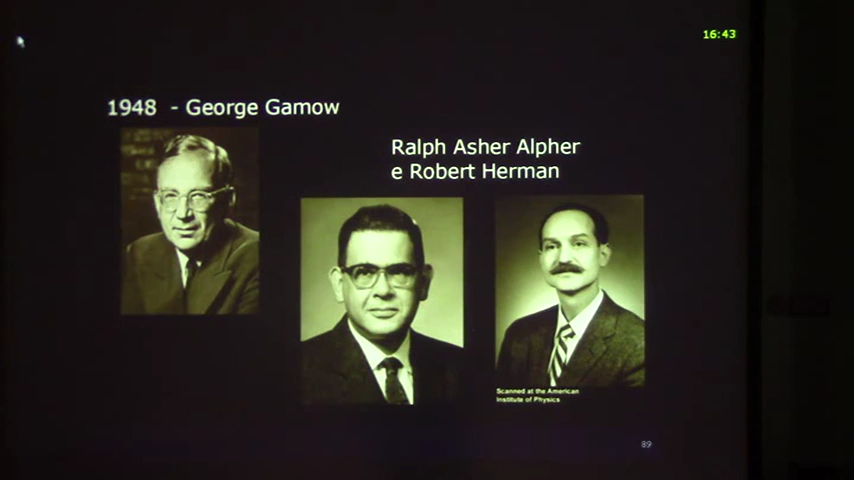 16:43
1948 - George Gamow
Ralph Asher Alpher
e Robert Herman
Scanned at the American
Institute of Physics
89